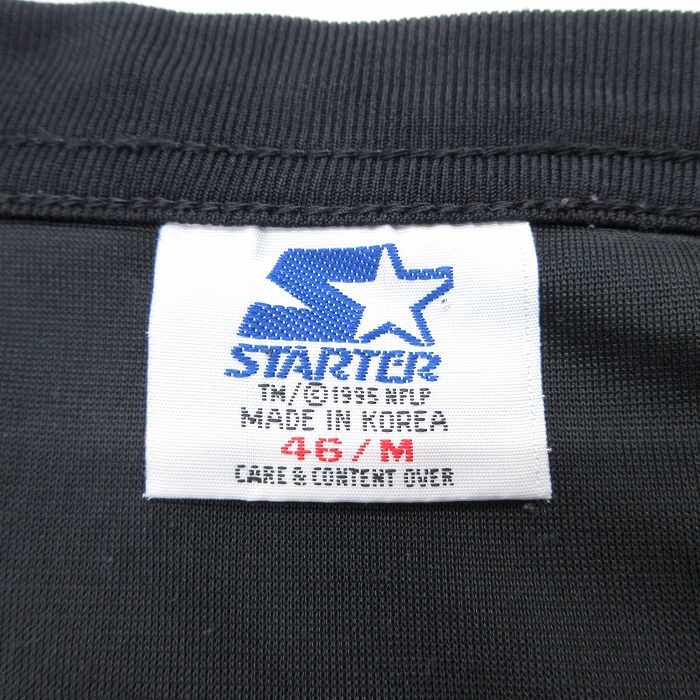 STARTER
TM/©1995 NFLP
MADE IN KOREA
46/M
CARE & CONTENT OVER